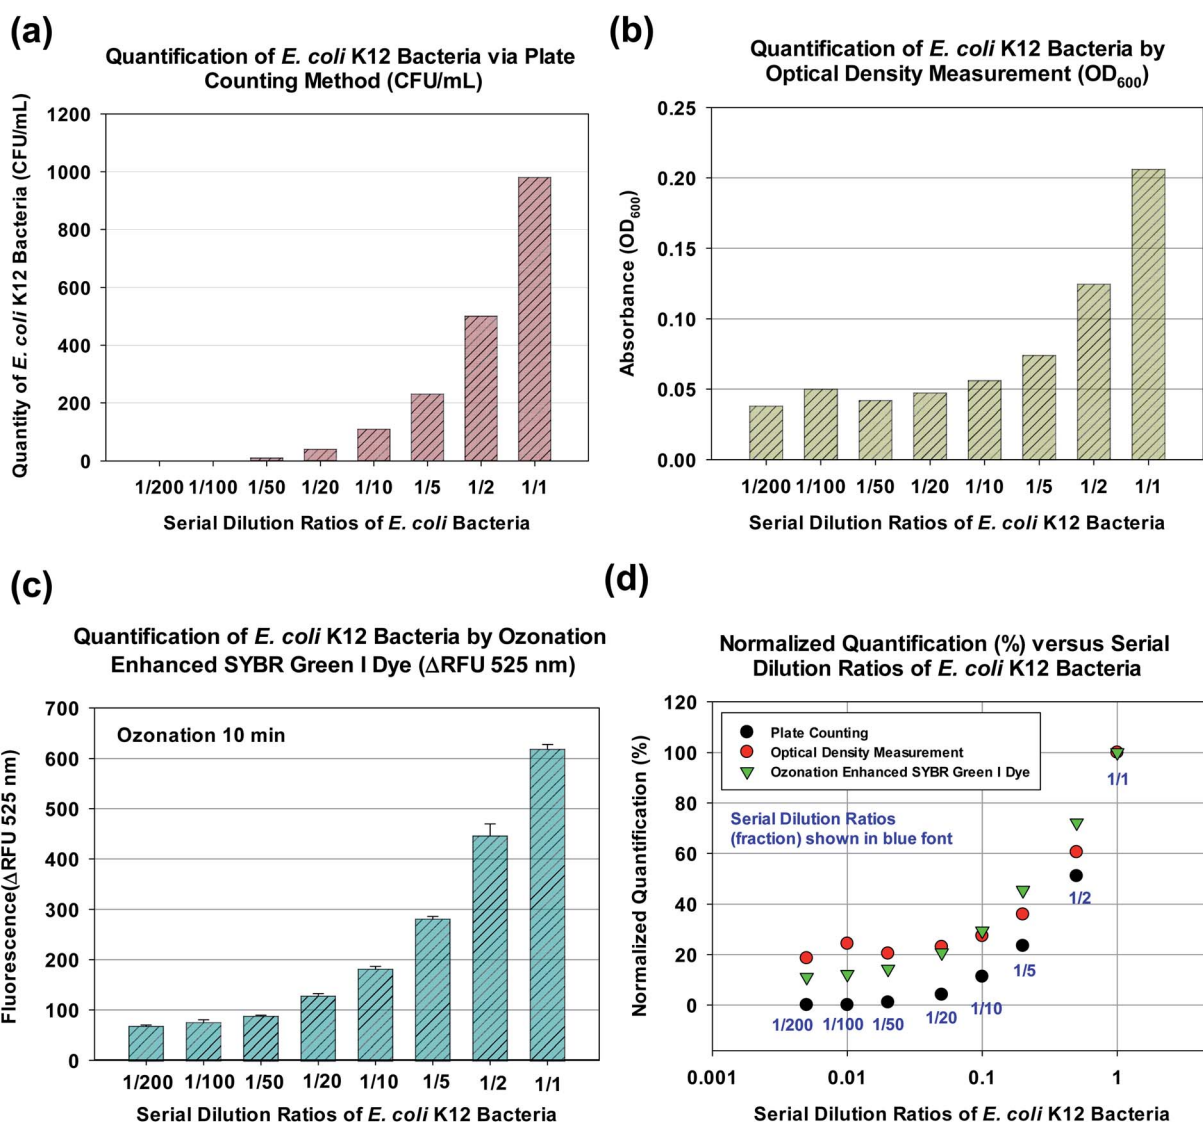 (a)
Quantification of E. coli K12 Bacteria via Plate
Counting Method (CFU/mL)
Quantity of E. coli K12 Bacteria (CFU/mL)
1200
1000
800
600
400
200
0
1/200 1/100 1/50 1/20 1/10 1/5 1/2 1/1
Serial Dilution Ratios of E. coli Bacteria
(b)
Quantification of E. coli K12 Bacteria by
Optical Density Measurement (OD600)
Absorbance (OD600)
0.25
0.20
0.15
0.10
0.05
0.00
1/200 1/100 1/50 1/20 1/10 1/5 1/2 1/1
Serial Dilution Ratios of E. coli K12 Bacteria
(c)
Quantification of E. coli K12 Bacteria by Ozonation
Enhanced SYBR Green I Dye (ΔRFU 525 nm)
Fluorescence(ΔRFU 525 nm)
700
600
500
400
300
200
100
0
Ozonation 10 min
1/200 1/100 1/50 1/20 1/10 1/5 1/2 1/1
Serial Dilution Ratios of E. coli K12 Bacteria
(d)
Normalized Quantification (%) versus Serial
Dilution Ratios of E. coli K12 Bacteria
Normalized Quantification (%)
120
100
80
60
40
20
0
Plate Counting
Optical Density Measurement
Ozonation Enhanced SYBR Green I Dye
Serial Dilution Ratios
(fraction) shown in blue font
1/1
1/2
1/5
1/10
1/200 1/100 1/50 1/20
0.001 0.01 0.1 1
Serial Dilution Ratios of E. coli K12 Bacteria